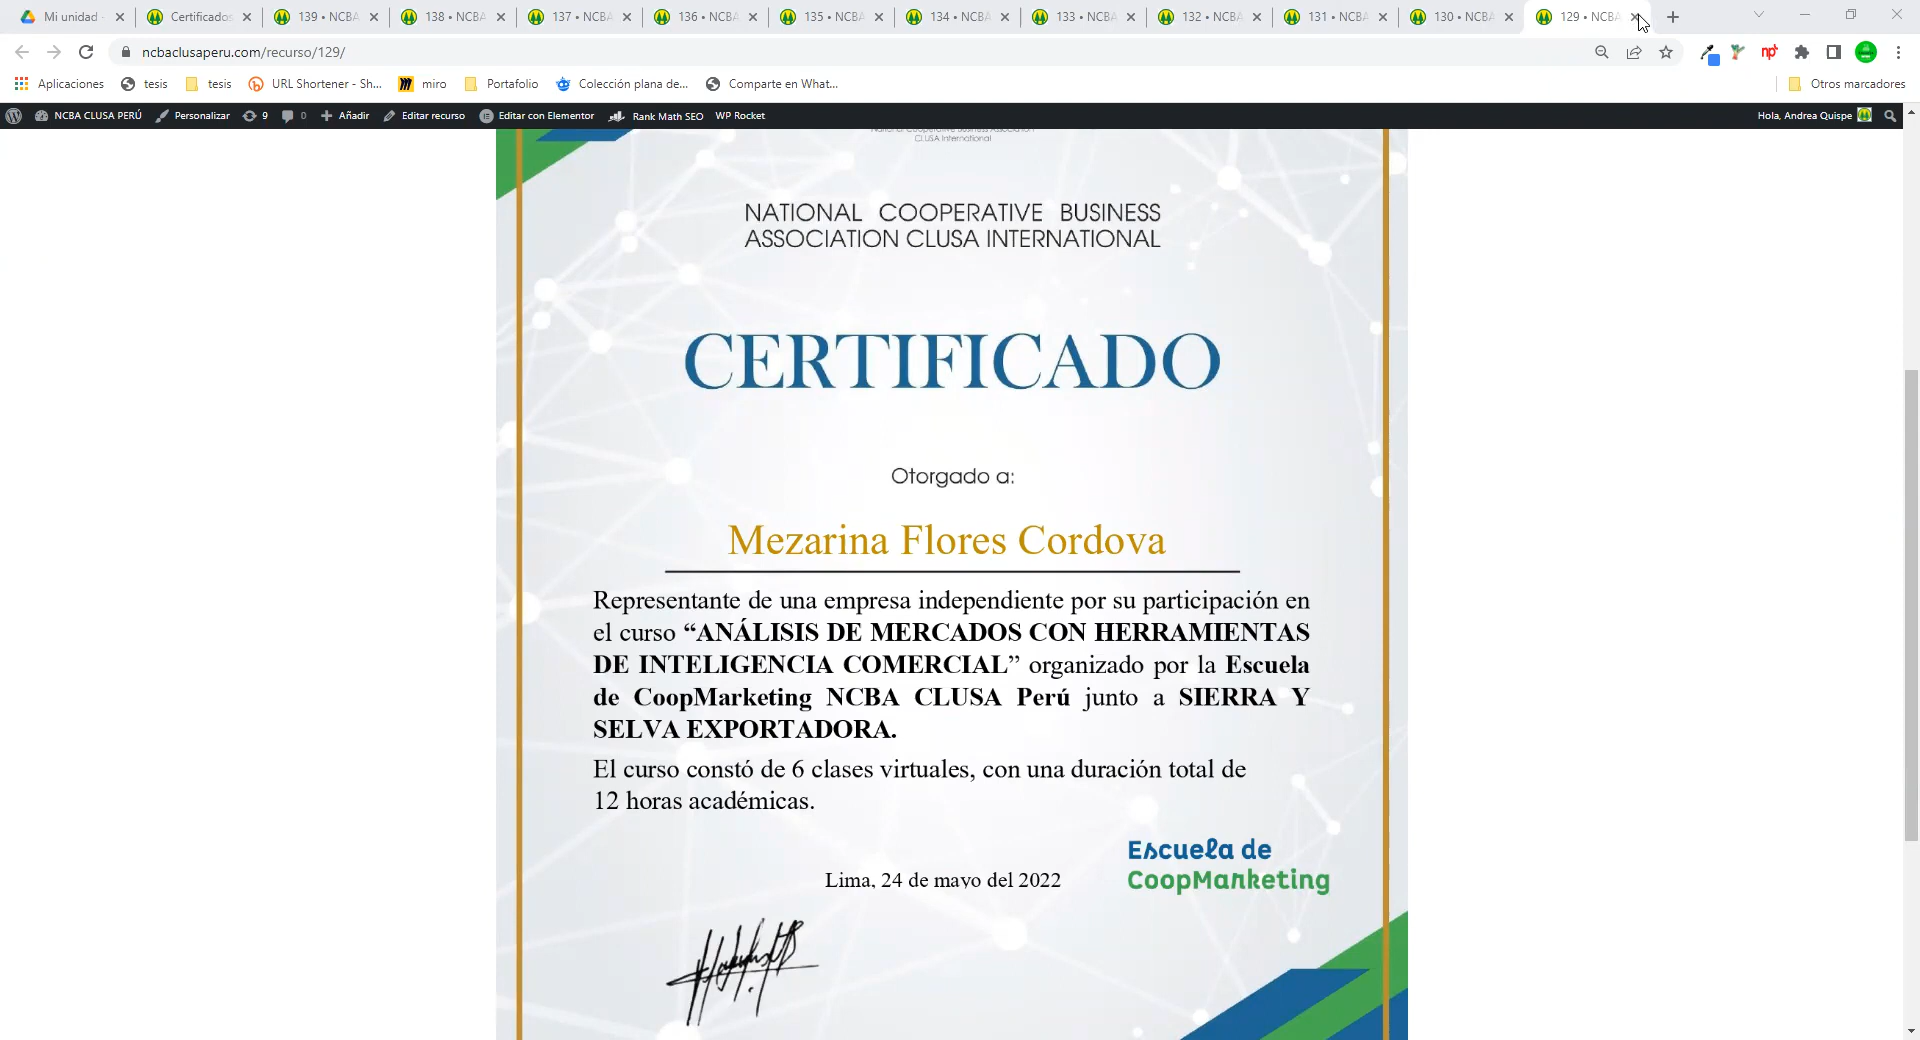 Mi unidad
Certificados
139 • NCBA
138 • NCBA
137 • NCBA
136 • NCBA
135 • NCBA
134 • NCBA
133 • NCBA
132 • NCBA
131 • NCBA
130 • NCBA
129 • NCBA
ncbaclusaperu.com/recurso/129/
Aplicaciones
tesis
tesis
URL Shortener - Sh...
miro
Portafolio
Colección plana de...
Comparte en What...
Otros marcadores
NCBA CLUSA PERÚ
Personalizar
9
0
Añadir
Editar recurso
Editar con Elementor
Rank Math SEO
WP Rocket
Hola, Andrea Quispe
CLUSA International
NATIONAL COOPERATIVE BUSINESS
ASSOCIATION CLUSA INTERNATIONAL
CERTIFICADO
Otorgado a:
Mezarina Flores Cordova
Representante de una empresa independiente por su participación en
el curso “ANÁLISIS DE MERCADOS CON HERRAMIENTAS
DE INTELIGENCIA COMERCIAL” organizado por la Escuela
de CoopMarketing NCBA CLUSA Perú junto a SIERRA Y
SELVA EXPORTADORA.
El curso constó de 6 clases virtuales, con una duración total de
12 horas académicas.
Lima, 24 de mayo del 2022
Escuela de
CoopMarketing